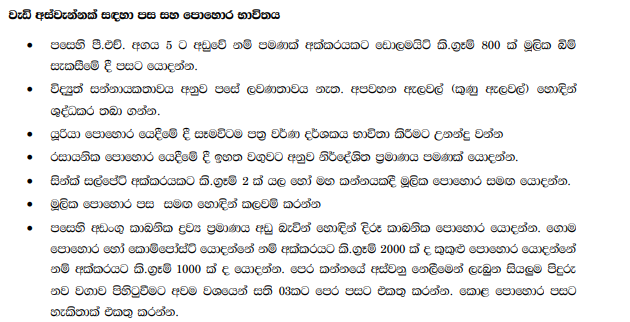 වැඩි අස්වැන්නක් සඳහා පස සහ පොහොර භාවිතය
• පසෙහි පී.එච්. අගය 5 ට අඩුවේ නම් පමණක් අක්කරයකට ඩොලමයිට් කි.ග්‍රෑම් 800 ක් මූලික බිම්
සැකසීමේ දී පසට යොදන්න.
• විද්‍යුත් සන්නායකතාවය අනුව පසේ ලවණතාවය නැත. අපවහන ඇලවල් (කුණු ඇලවල්) හොඳින්
ශුද්ධකර තබා ගන්න.
• යූරියා පොහොර යෙදීමේ දී සෑමවිටම පත්‍ර වර්ණ දර්ශකය භාවිතා කිරීමට උනන්දු වන්න
• රසායනික පොහොර යෙදීමේ දී ඉහත වගුවට අනුව නිර්දේශිත ප්‍රමාණය පමණක් යොදන්න.
• සින්ක් සල්පේට් අක්කරයකට කි.ග්‍රෑම් 2 ක් යල හෝ මහ කන්නයකදී මූලික පොහොර සමඟ යොදන්න.
• මූලික පොහොර පස සමඟ හොඳින් කලවම් කරන්න
• පසෙහි අඩංගු කාබනික ද්‍රව්‍ය ප්‍රමාණය අඩු බැවින් හොඳින් දිරූ කාබනික පොහොර යොදන්න. ගොම
පොහොර හෝ කොම්පෝස්ට් යොදන්නේ නම් අක්කරයට කි.ග්‍රෑම් 2000 ක් ද කුකුළු පොහොර යොදන්නේ
නම් අක්කරයට කි.ග්‍රෑම් 1000 ක් ද යොදන්න. පෙර කන්නයේ අස්වනු නෙළීමෙන් ලැබුන සියලුම පිදුරු
නව වගාව පිහිටුවීමට අවම වශයෙන් සති 03කට පෙර පසට එකතු කරන්න. කොළ පොහොර පසට
හැකිතාක් එකතු කරන්න.